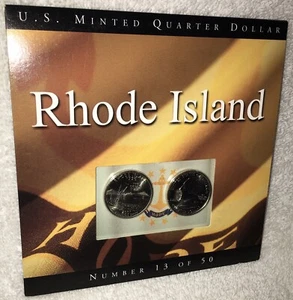 U.S. MINTED QUARTER DOLLAR
Rhode Island
NUMBER 13 OF 50